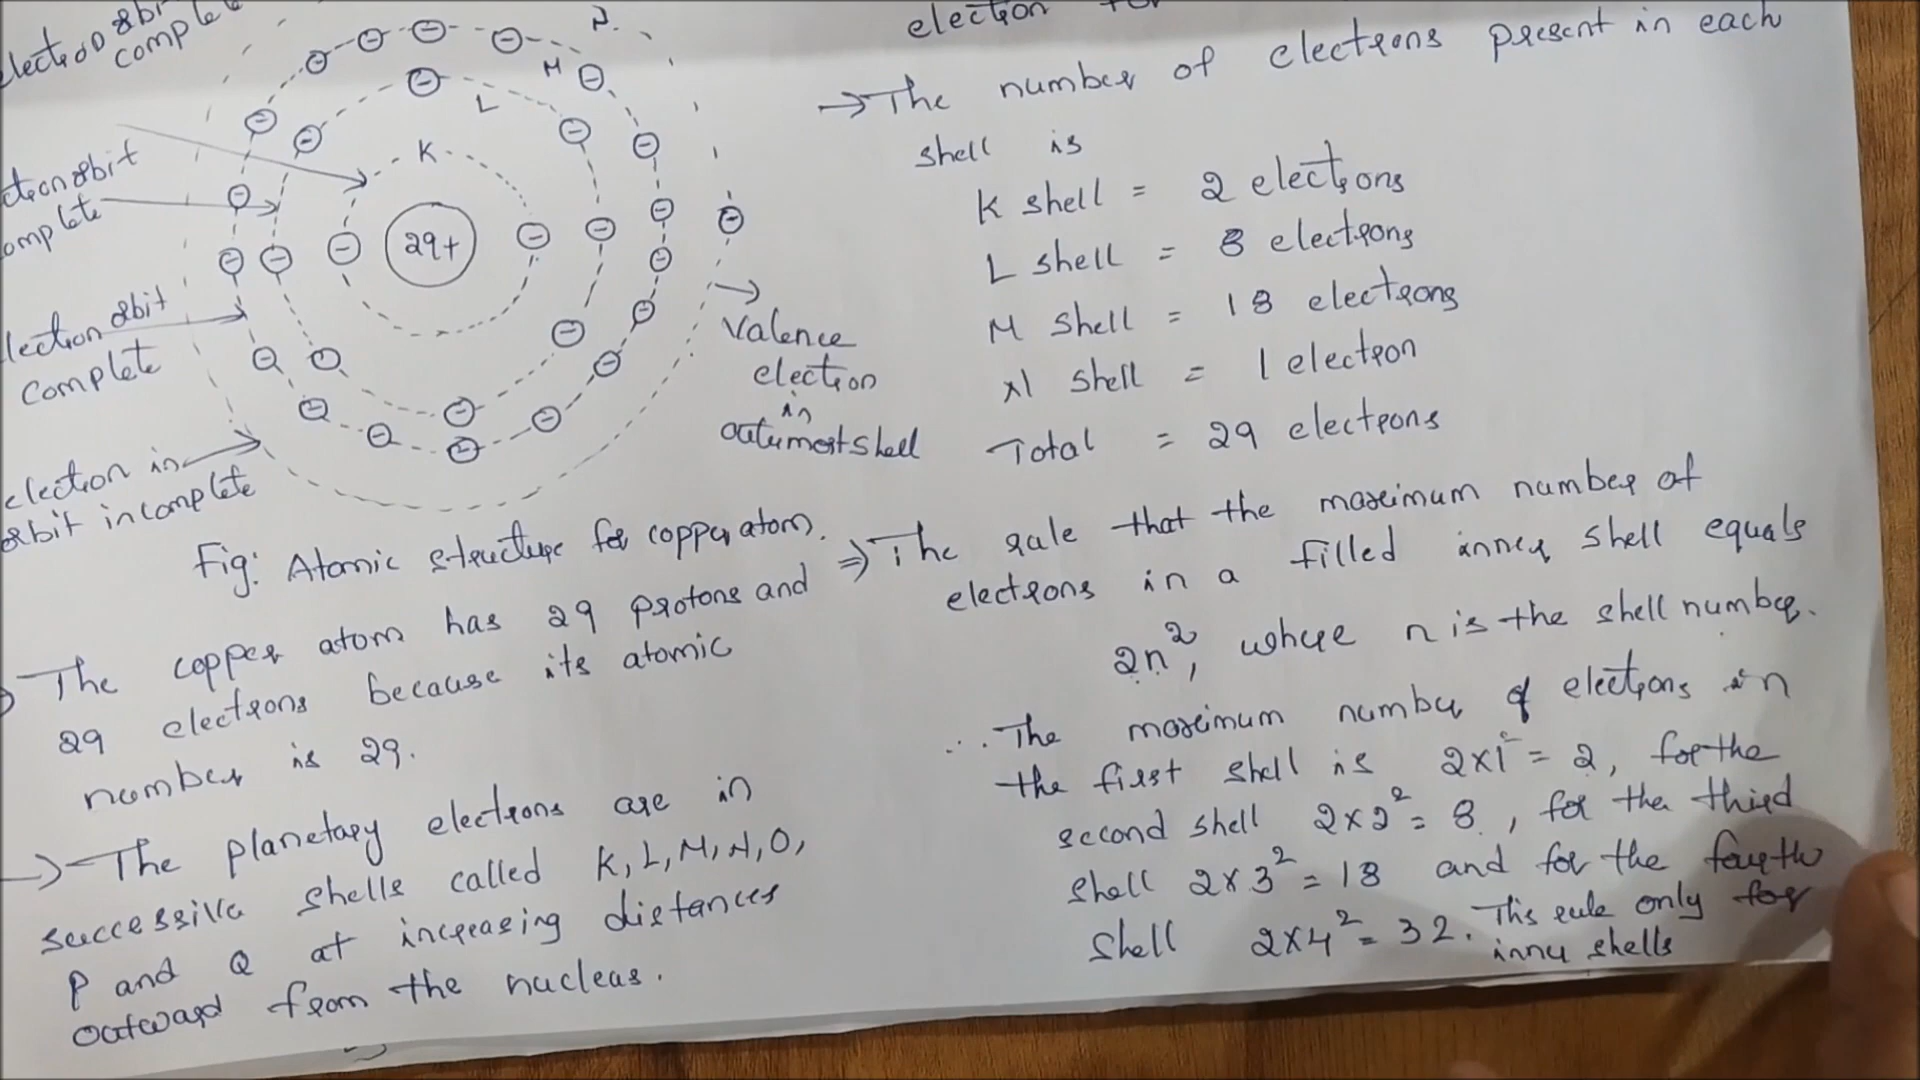 electron orbit
complete
K
L
M
N
29+
orbit
complete
electron orbit
complete
electron in
orbit incomplete
Valence
electron
in
outermost shell
Fig: Atomic structure for copper atom.
The copper atom has 29 protons and
29 electrons because its atomic
number is 29.
→ The planetary electrons are in
successive shells called K, L, M, N, O,
P and Q at increasing distances
outward from the nucleus.
electron
→ The number of electrons present in each
shell is
K shell = 2 electrons
L shell = 8 electrons
M shell = 18 electrons
N shell = 1 electron
Total = 29 electrons
⇒ The rule that the maximum number of
electrons in a filled inner shell equals
2n², where n is the shell number.
∴ The maximum number of electrons in
the first shell is 2×1² = 2, for the
second shell 2×2² = 8, for the third
shell 2×3² = 18 and for the fourth
shell 2×4² = 32. This rule only for
inner shells